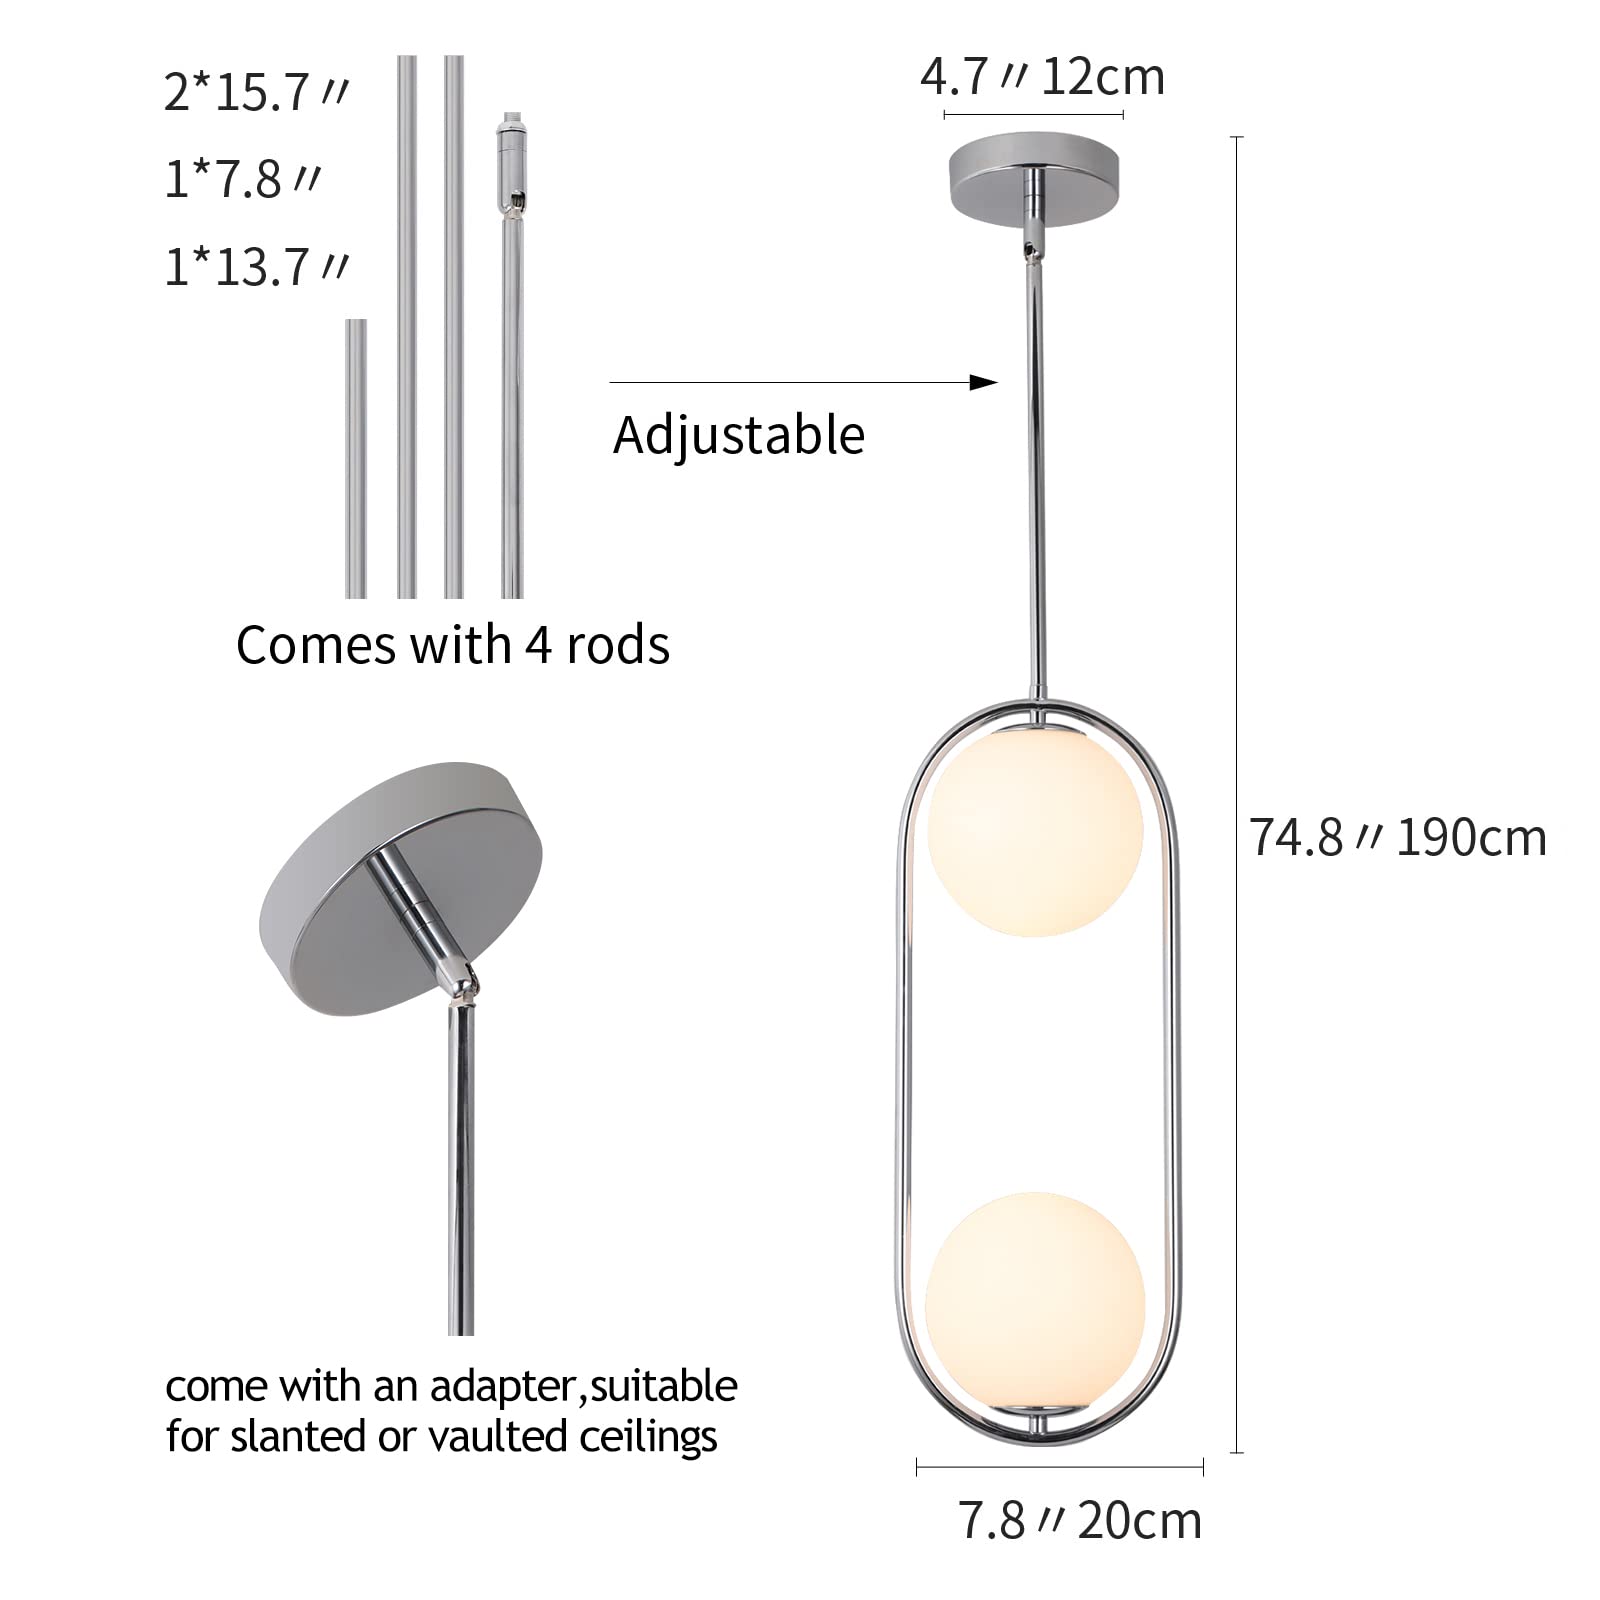 2*15.7〃
1*7.8〃
1*13.7〃
Comes with 4 rods
Adjustable
come with an adapter,suitable
for slanted or vaulted ceilings
4.7〃12cm
74.8〃190cm
7.8〃20cm